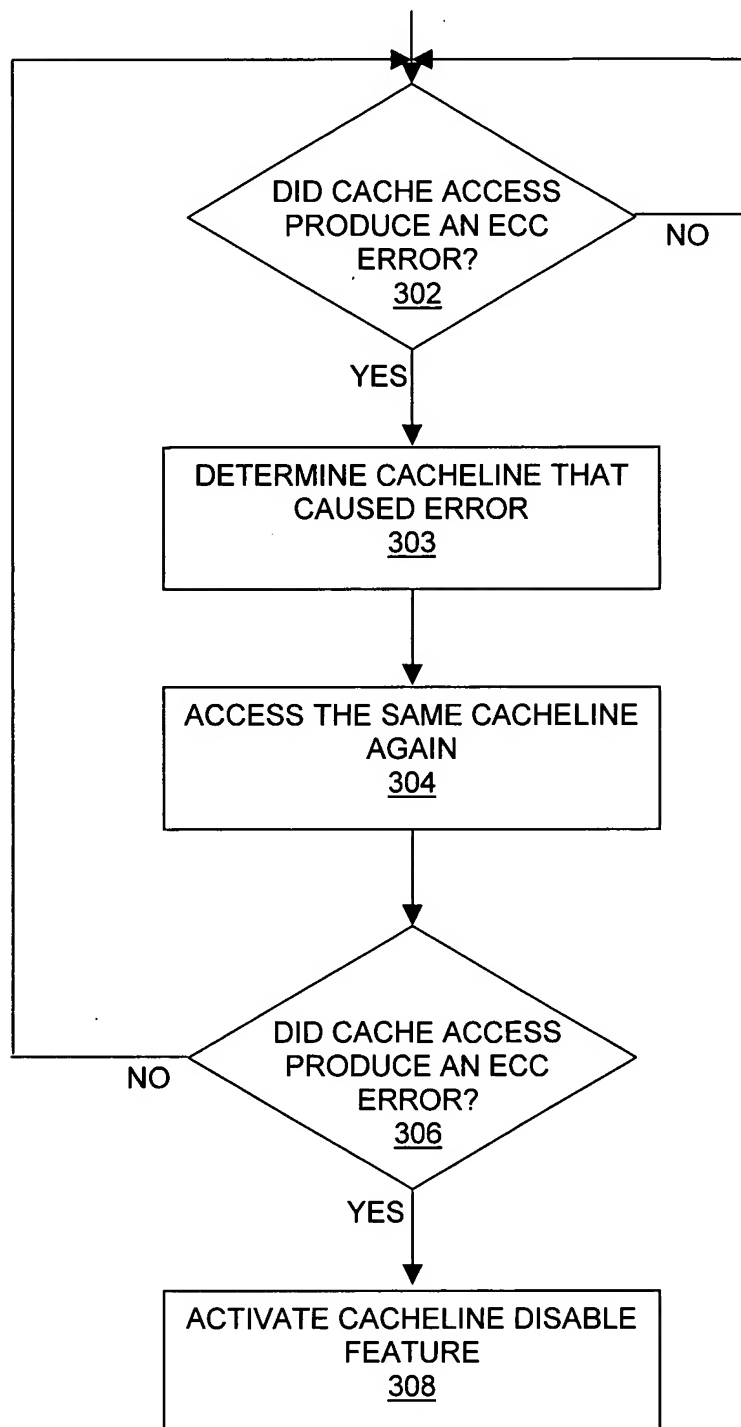 DID CACHE ACCESS
PRODUCE AN ECC
ERROR?
302
NO
YES
DETERMINE CACHELINE THAT
CAUSED ERROR
303
ACCESS THE SAME CACHELINE
AGAIN
304
DID CACHE ACCESS
PRODUCE AN ECC
ERROR?
306
NO
YES
ACTIVATE CACHELINE DISABLE
FEATURE
308